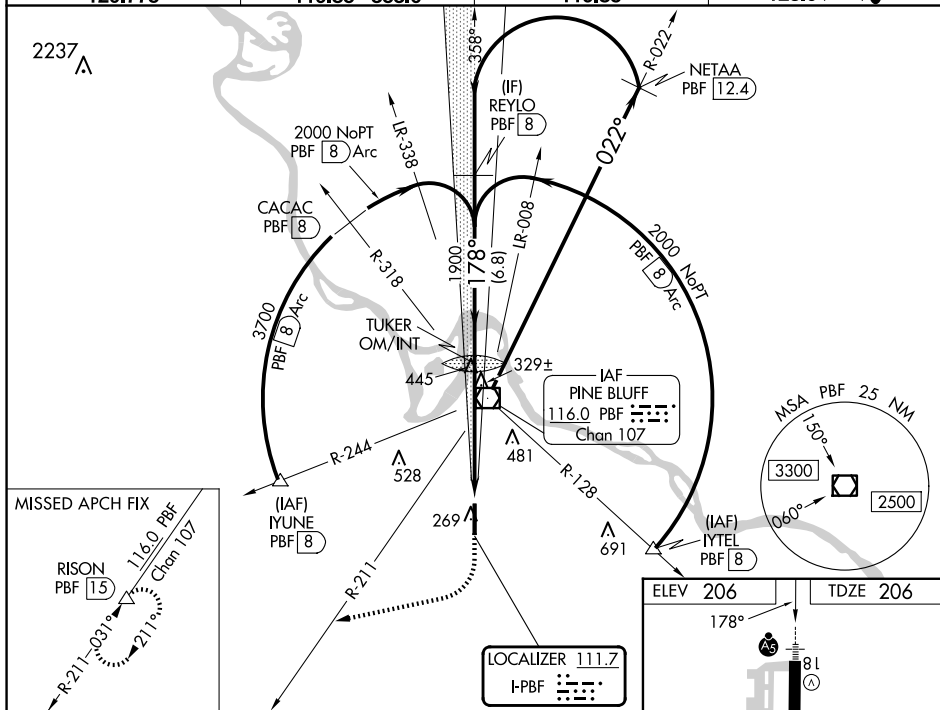 2237
358°
R-022
NETAA
PBF 12.4
(IF)
REYLO
PBF 8
2000 NoPT
PBF 8 Arc
LR-338
022°
CACAC
PBF 8
R-318
LR-008
1900
178°
(6.8)
2000 NoPT
PBF 8 Arc
3700
PBF 8 Arc
TUKER
OM/INT
445
329±
IAF
PINE BLUFF
116.0 PBF
Chan 107
MSA PBF 25 NM
150°
3300
2500
060°
R-244
528
481
R-128
(IAF)
IYUNE
PBF 8
269
691
(IAF)
IYTEL
PBF 8
MISSED APCH FIX
116.0 PBF
Chan 107
RISON
PBF 15
R-211
031°
211°
R-211
LOCALIZER 111.7
I-PBF
ELEV 206
TDZE 206
178°
A5
18
V